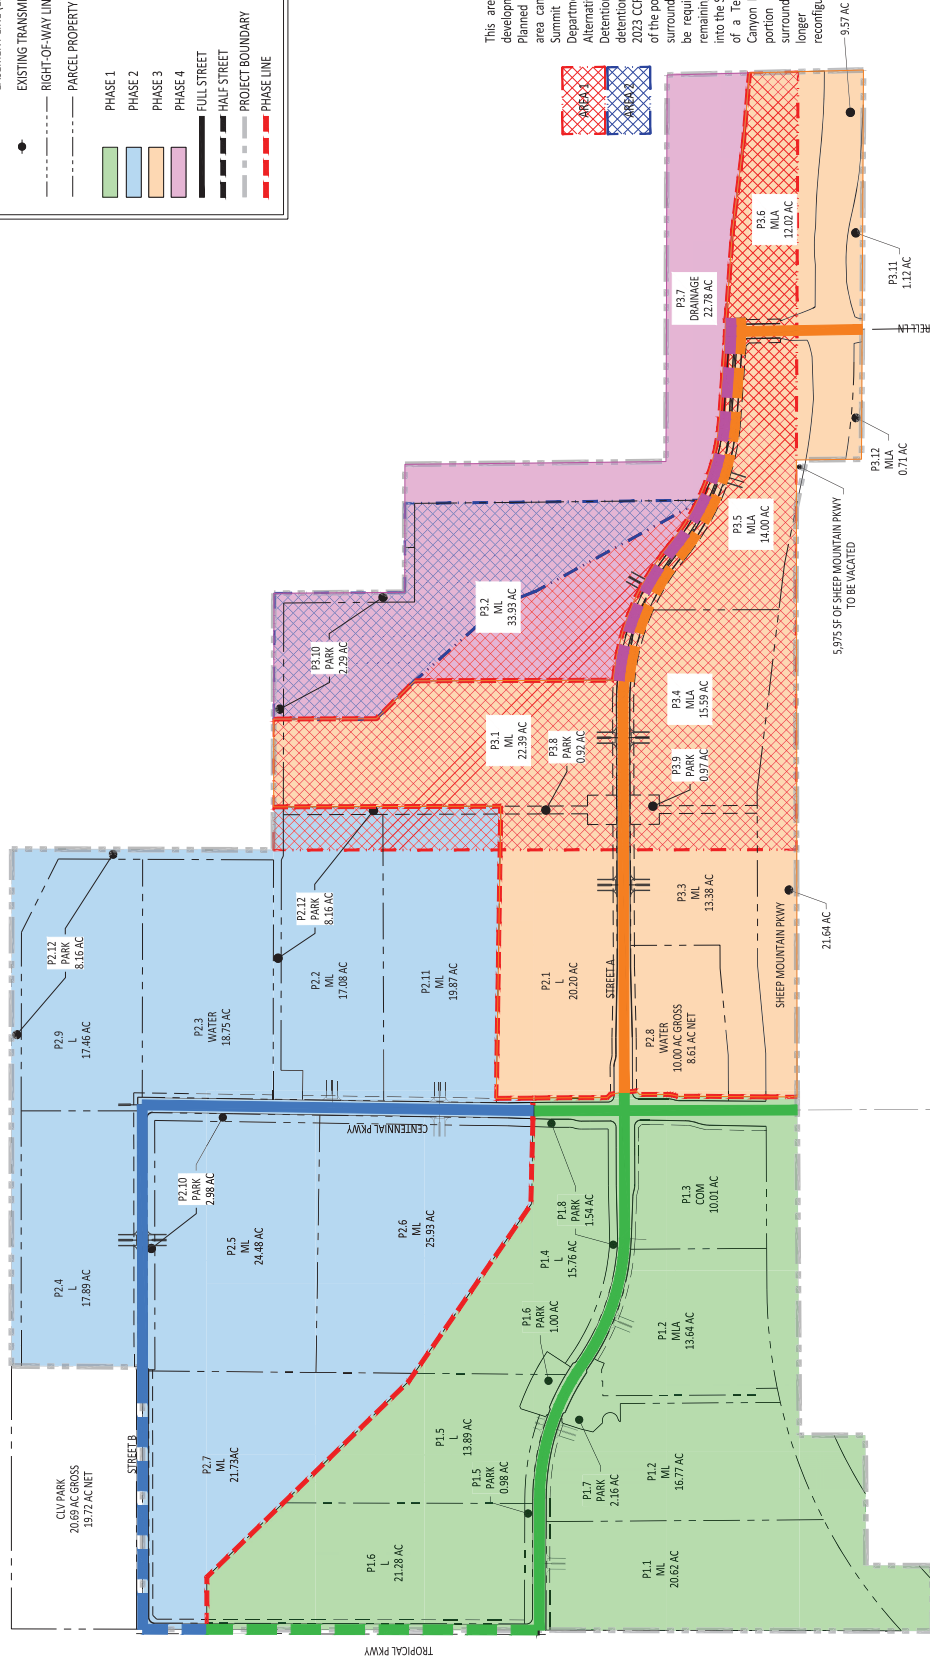 EXISTING TRANSMI
RIGHT-OF-WAY LIN
PARCEL PROPERTY
PHASE 1
PHASE 2
PHASE 3
PHASE 4
FULL STREET
HALF STREET
PROJECT BOUNDARY
PHASE LINE
This are
developm
Planned
area can
Summit
Departme
Alternativ
Detention
detention
2023 CCR
of the po
surround
be requir
remaining
into the S
of a Te
Canyon
portion
surround
longer
reconfigu
AREA 1
AREA 2
9.57 AC
P3.6
MLA
12.02 AC
P3.11
1.12 AC
P3.7
DRAINAGE
22.78 AC
RELL LN
P3.12
MLA
0.71 AC
P3.5
MLA
14.00 AC
5,975 SF OF SHEEP MOUNTAIN PKWY
TO BE VACATED
P3.2
ML
33.93 AC
P3.10
PARK
2.29 AC
P3.4
MLA
15.59 AC
P3.1
ML
22.39 AC
P3.8
PARK
0.92 AC
P3.9
PARK
0.97 AC
P2.12
PARK
8.16 AC
P2.12
PARK
8.16 AC
P3.3
ML
13.38 AC
21.64 AC
SHEEP MOUNTAIN PKWY
P2.9
L
17.46 AC
P2.3
WATER
18.75 AC
P2.2
ML
17.08 AC
P2.11
ML
19.87 AC
P2.1
L
20.20 AC
STREET A
P2.8
WATER
10.00 AC GROSS
8.61 AC NET
CENTENNIAL PKWY
P2.10
PARK
2.98 AC
P2.4
L
17.89 AC
P2.5
ML
24.48 AC
P2.6
ML
25.93 AC
P1.8
PARK
1.54 AC
P1.4
L
15.76 AC
P1.3
COM
10.01 AC
P1.6
PARK
1.00 AC
P1.2
MLA
13.64 AC
STREET B
CLV PARK
20.69 AC GROSS
19.72 AC NET
P2.7
ML
21.73AC
P1.5
L
13.89 AC
P1.5
PARK
0.98 AC
P1.7
PARK
2.16 AC
P1.2
ML
16.77 AC
P1.6
L
21.28 AC
P1.1
ML
20.62 AC
TROPICAL PKWY